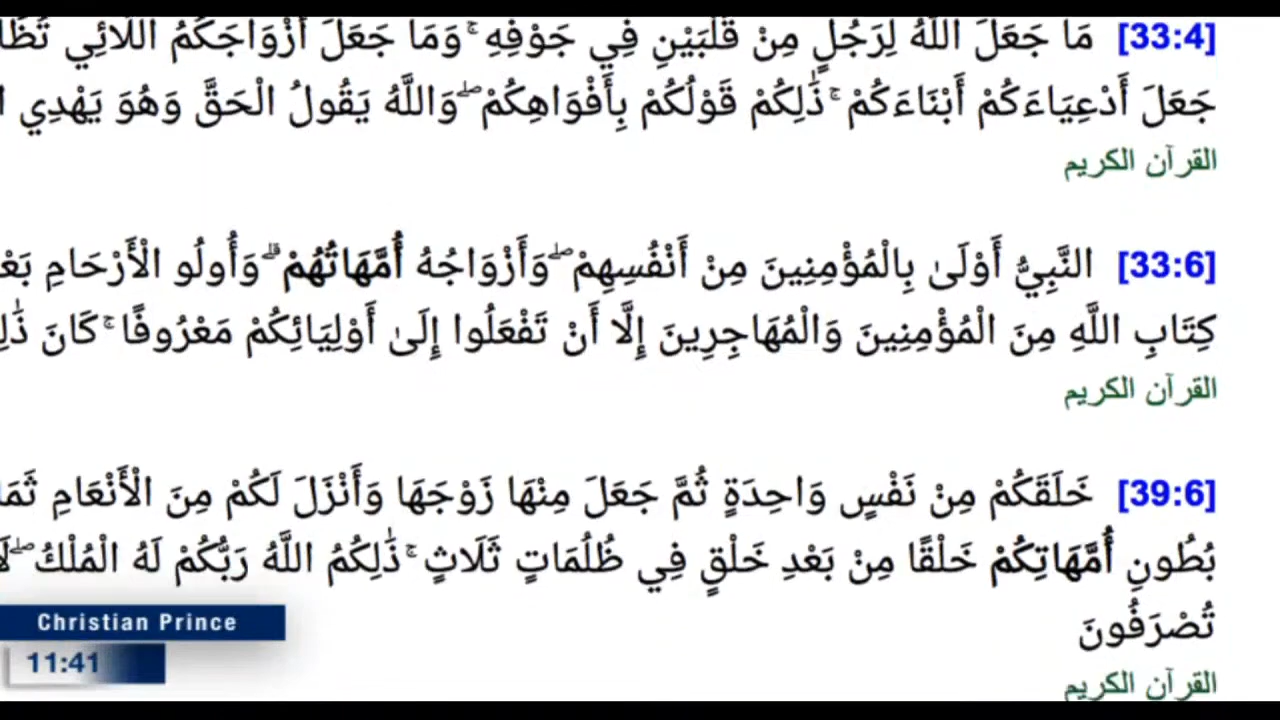 [33:4] مَا جَعَلَ اللَّهُ لِرَجُلٍ مِنْ قَلْبَيْنِ فِي جَوْفِهِ ۚ وَمَا جَعَلَ أَزْوَاجَكُمُ اللَّائِي
جَعَلَ أَدْعِيَاءَكُمْ أَبْنَاءَكُمْ ۚ ذَٰلِكُمْ قَوْلُكُمْ بِأَفْوَاهِكُمْ ۖ وَاللَّهُ يَقُولُ الْحَقَّ وَهُوَ يَهْدِي
القرآن الكريم
[33:6] النَّبِيُّ أَوْلَىٰ بِالْمُؤْمِنِينَ مِنْ أَنْفُسِهِمْ ۖ وَأَزْوَاجُهُ أُمَّهَاتُهُمْ ۗ وَأُولُو الْأَرْحَامِ
كِتَابِ اللَّهِ مِنَ الْمُؤْمِنِينَ وَالْمُهَاجِرِينَ إِلَّا أَنْ تَفْعَلُوا إِلَىٰ أَوْلِيَائِكُمْ مَعْرُوفًا ۚ كَانَ
القرآن الكريم
[39:6] خَلَقَكُمْ مِنْ نَفْسٍ وَاحِدَةٍ ثُمَّ جَعَلَ مِنْهَا زَوْجَهَا وَأَنْزَلَ لَكُمْ مِنَ الْأَنْعَامِ
بُطُونِ أُمَّهَاتِكُمْ خَلْقًا مِنْ بَعْدِ خَلْقٍ فِي ظُلُمَاتٍ ثَلَاثٍ ۚ ذَٰلِكُمُ اللَّهُ رَبُّكُمْ لَهُ الْمُلْكُ ۖ
تُصْرَفُونَ
القرآن الكريم
Christian Prince
11:41